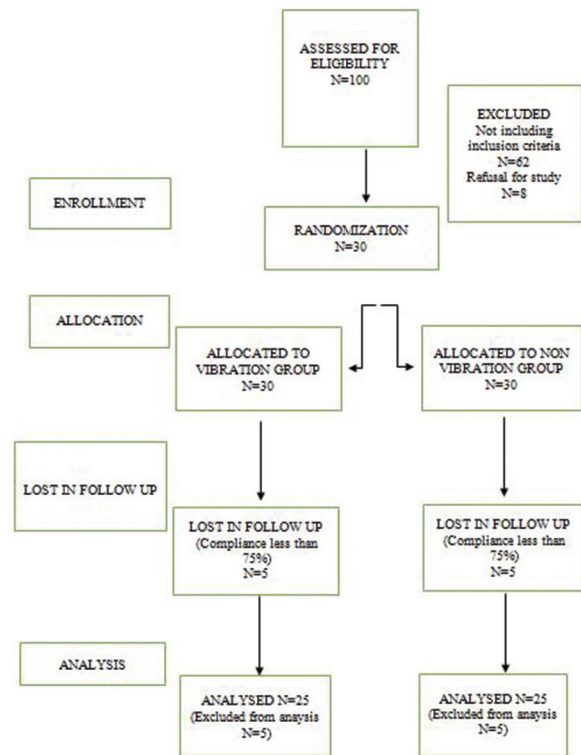 ASSESSED FOR
ELIGIBILITY
N=100
EXCLUDED
Not including
inclusion criteria
N=62
Refusal for study
N=8
ENROLLMENT
RANDOMIZATION
N=30
ALLOCATION
ALLOCATED TO
VIBRATION GROUP
N=30
ALLOCATED TO NON
VIBRATION GROUP
N=30
LOST IN FOLLOW UP
LOST IN FOLLOW UP
(Compliance less than
75%)
N=5
LOST IN FOLLOW UP
(Compliance less than
75%)
N=5
ANALYSIS
ANALYSED N=25
(Excluded from anaysis
N=5)
ANALYSED N=25
(Excluded from anaysis
N=5)